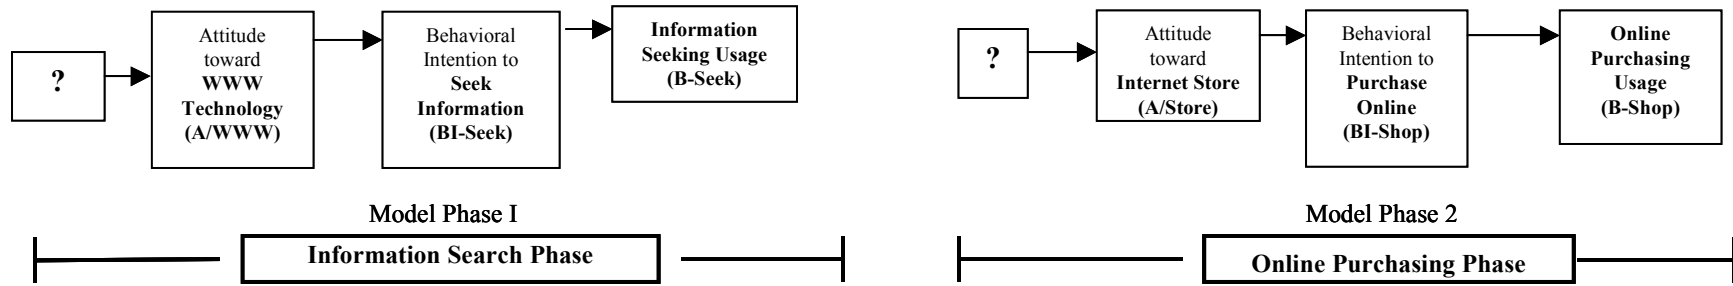 ?
Attitude
toward
WWW
Technology
(A/WWW)
Behavioral
Intention to
Seek
Information
(BI-Seek)
Information
Seeking Usage
(B-Seek)
Model Phase I
Information Search Phase
?
Attitude
toward
Internet Store
(A/Store)
Behavioral
Intention to
Purchase
Online
(BI-Shop)
Online
Purchasing
Usage
(B-Shop)
Model Phase 2
Online Purchasing Phase